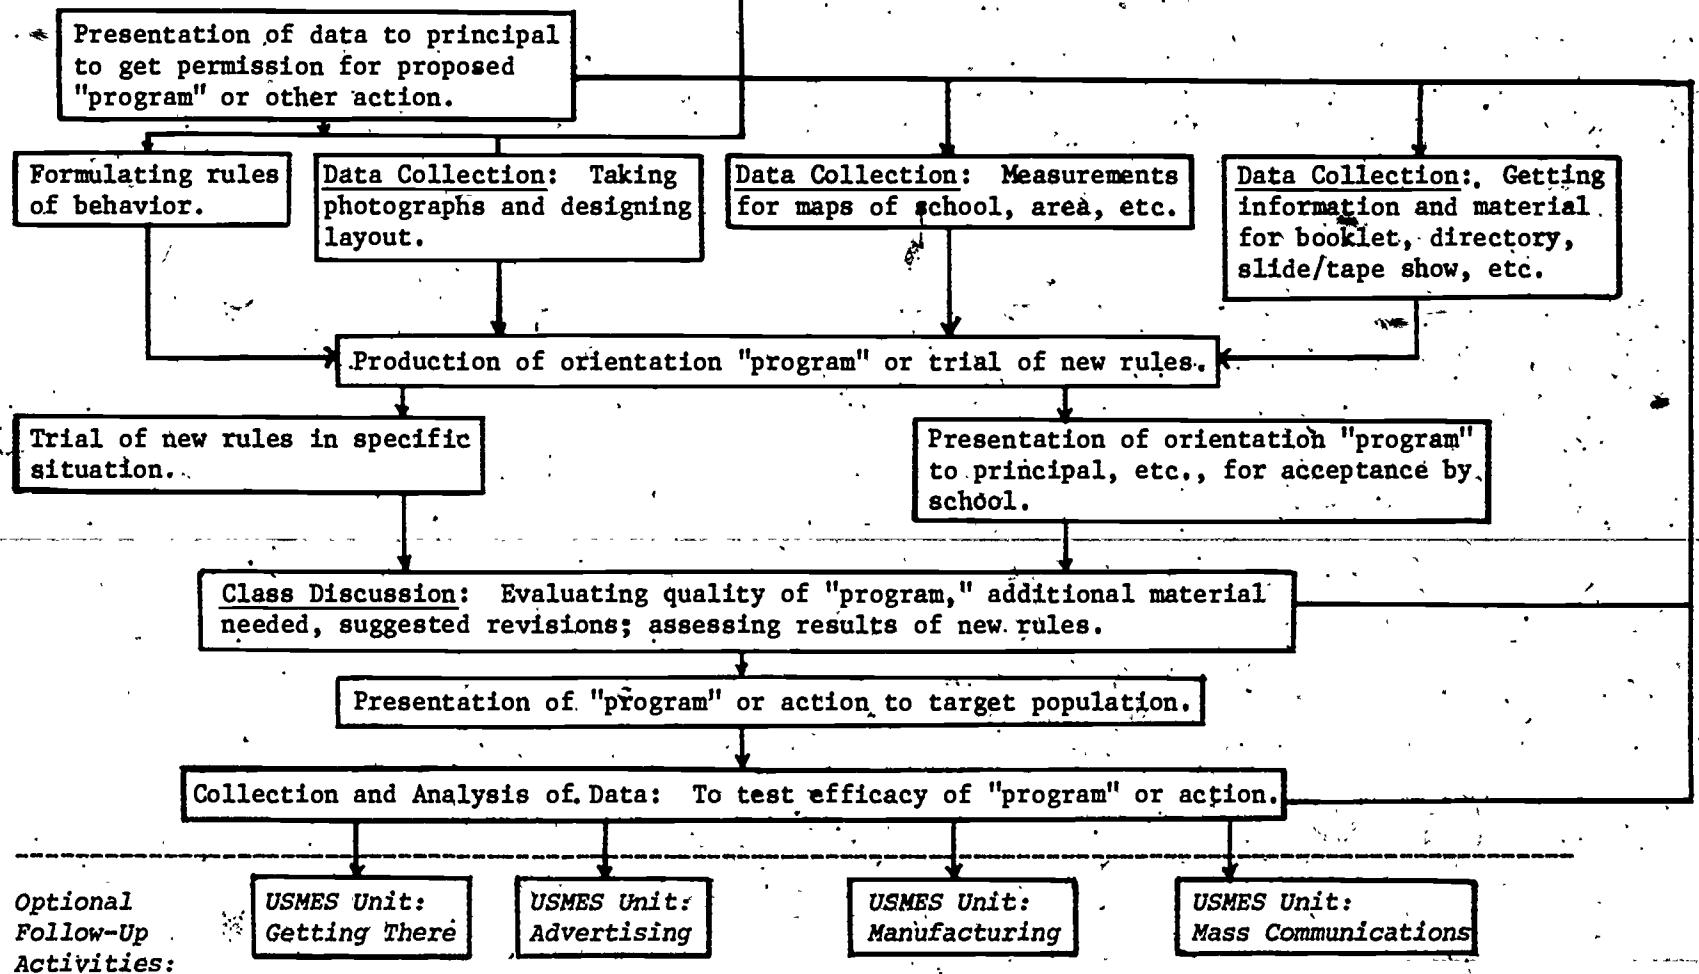 Presentation of data to principal
to get permission for proposed
"program" or other action.
Formulating rules
of behavior.
Data Collection: Taking
photographs and designing
layout.
Data Collection: Measurements
for maps of school, area, etc.
Data Collection: Getting
information and material
for booklet, directory,
slide/tape show, etc.
Production of orientation "program" or trial of new rules.
Trial of new rules in specific
situation.
Presentation of orientation "program"
to principal, etc., for acceptance by
school.
Class Discussion: Evaluating quality of "program," additional material
needed, suggested revisions; assessing results of new rules.
Presentation of "program" or action to target population.
Collection and Analysis of Data: To test efficacy of "program" or action.
Optional
Follow-Up
Activities:
USMES Unit:
Getting There
USMES Unit:
Advertising
USMES Unit:
Manufacturing
USMES Unit:
Mass Communications